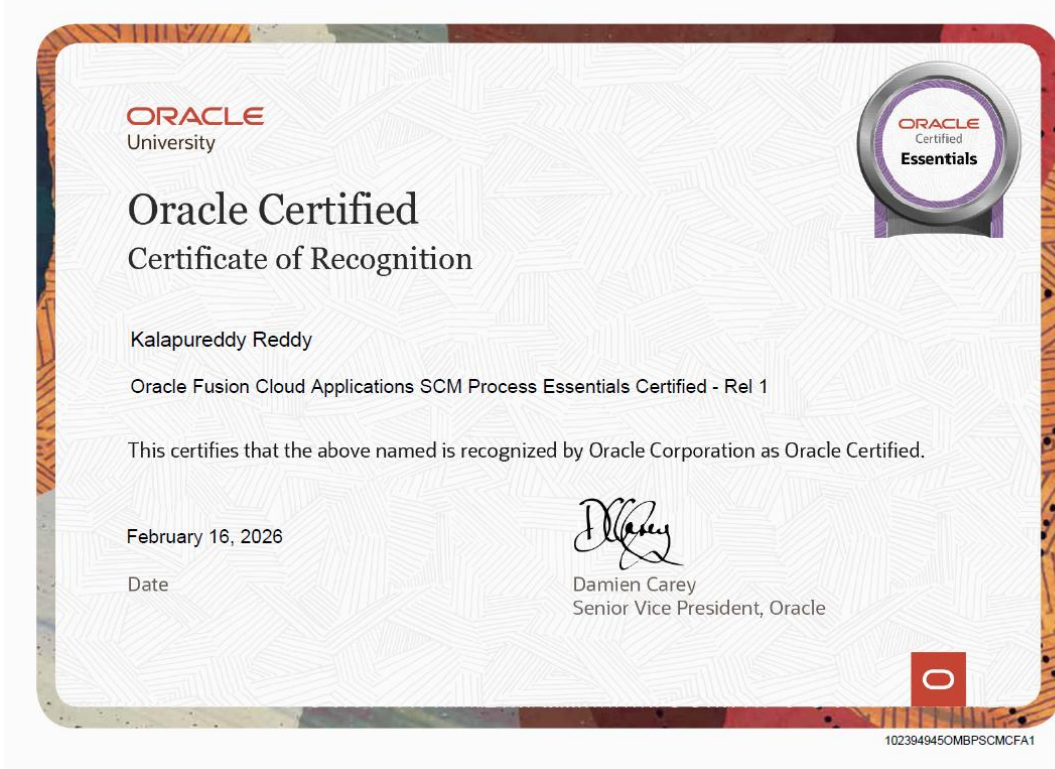 ORACLE
University
ORACLE
Certified
Essentials
Oracle Certified
Certificate of Recognition
Kalapureddy Reddy
Oracle Fusion Cloud Applications SCM Process Essentials Certified - Rel 1
This certifies that the above named is recognized by Oracle Corporation as Oracle Certified.
February 16, 2026
Date
DCarey
Damien Carey
Senior Vice President, Oracle
102394945OMBPSCMCFA1